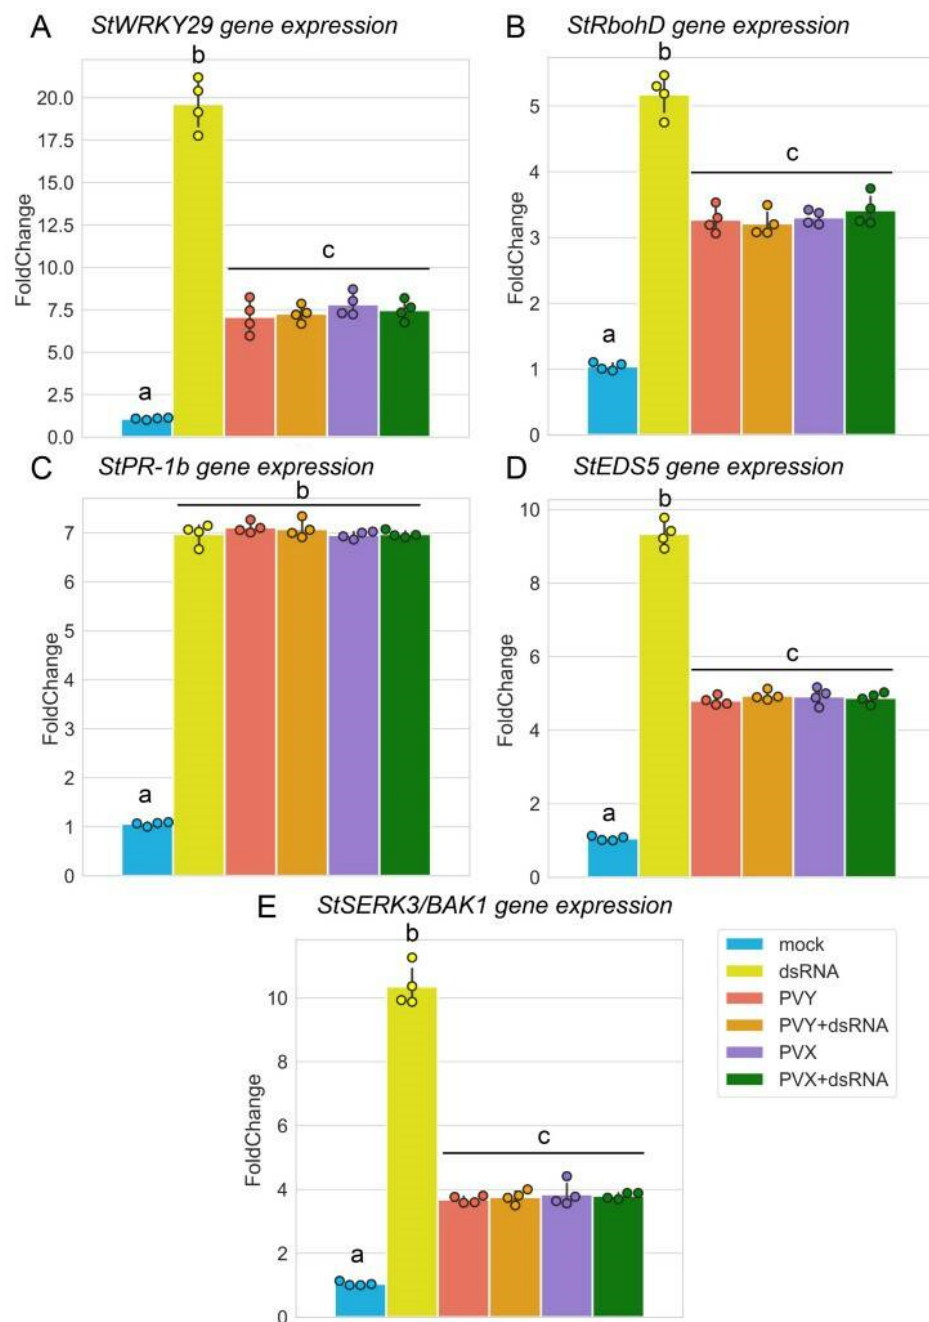 A StWRKY29 gene expression
b
20.0
17.5
15.0
12.5
10.0
7.5
5.0
2.5
0.0
FoldChange
a
c
B StRbohD gene expression
b
5
4
3
2
1
0
FoldChange
a
c
C StPR-1b gene expression
b
7
6
5
4
3
2
1
0
FoldChange
a
D StEDS5 gene expression
b
10
8
6
4
2
0
FoldChange
a
c
E StSERK3/BAK1 gene expression
b
10
8
6
4
2
0
FoldChange
a
c
mock
dsRNA
PVY
PVY+dsRNA
PVX
PVX+dsRNA